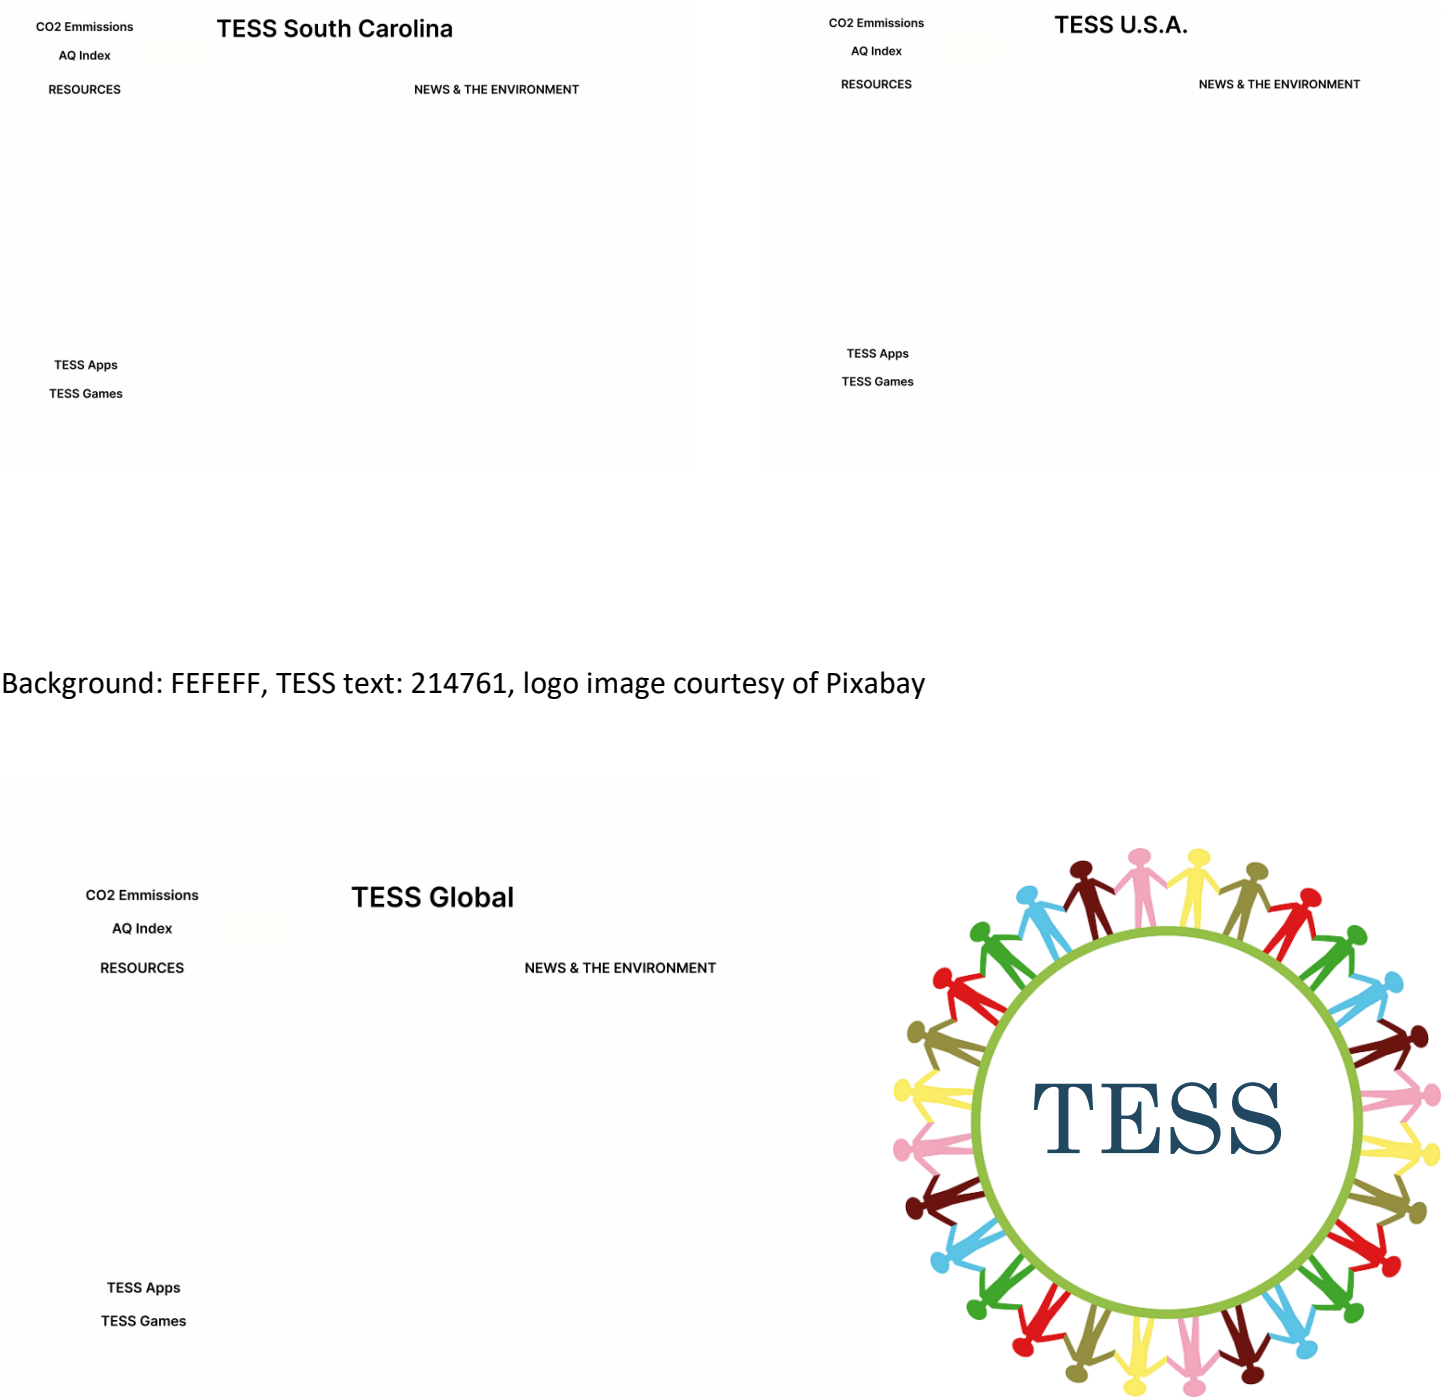 TESS South Carolina
CO2 Emmissions
AQ Index
RESOURCES
NEWS & THE ENVIRONMENT
TESS Apps
TESS Games
TESS U.S.A.
CO2 Emmissions
AQ Index
RESOURCES
NEWS & THE ENVIRONMENT
TESS Apps
TESS Games
Background: FEFEFF, TESS text: 214761, logo image courtesy of Pixabay
TESS Global
CO2 Emmissions
AQ Index
RESOURCES
NEWS & THE ENVIRONMENT
TESS Apps
TESS Games
TESS